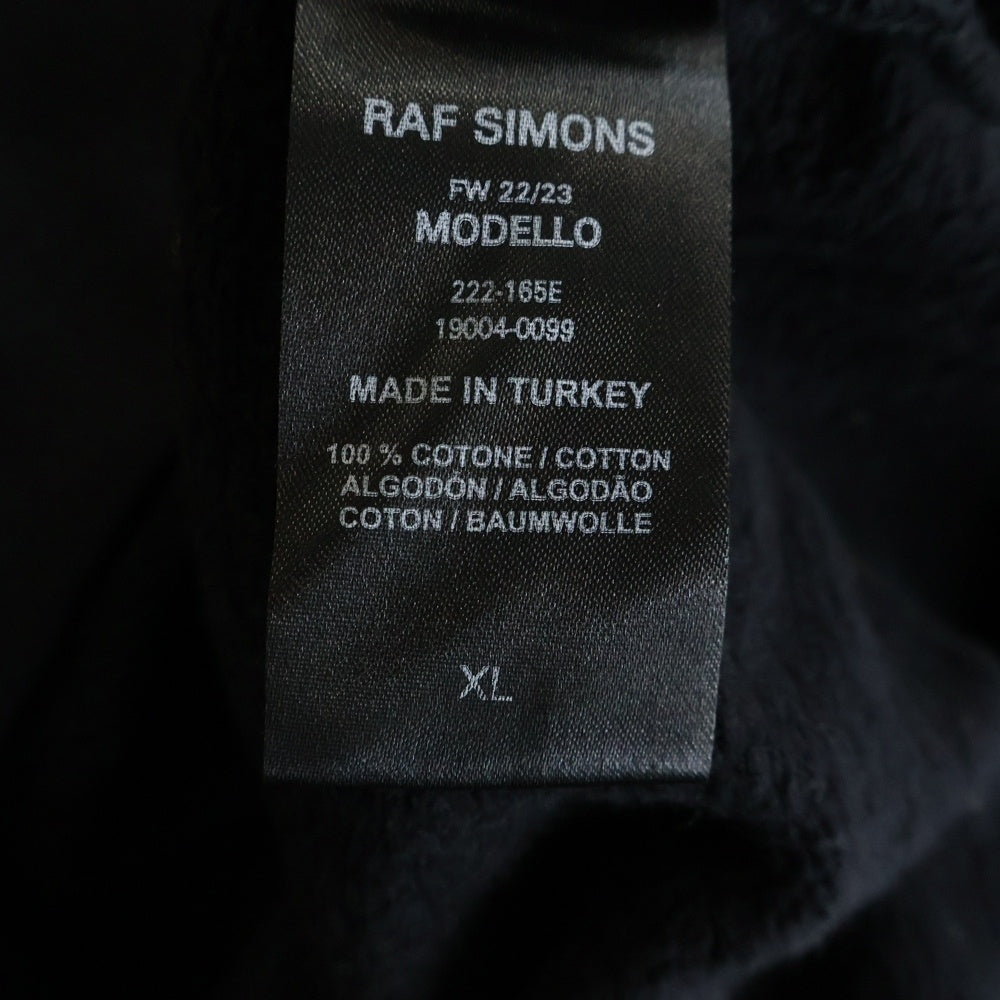 RAF SIMONS
FW 22/23
MODELLO
222-165E
19004-0099
MADE IN TURKEY
100 % COTONE / COTTON
ALGODÓN / ALGODÃO
COTON / BAUMWOLLE
XL